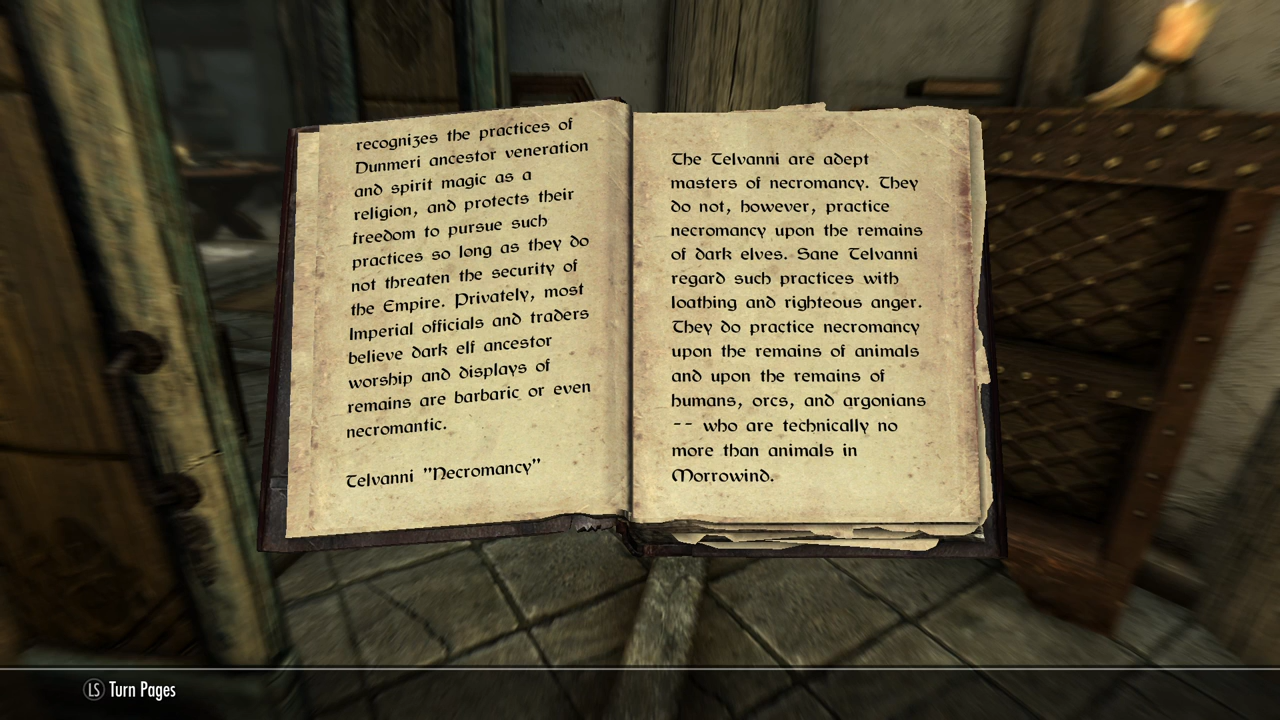 recognizes the practices of
Dunmeri ancestor veneration
and spirit magic as a
religion, and protects their
freedom to pursue such
practices so long as they do
not threaten the security of
the Empire. Privately, most
Imperial officials and traders
believe dark elf ancestor
worship and displays of
remains are barbaric or even
necromantic.
Telvanni "Necromancy"
The Telvanni are adept
masters of necromancy. They
do not, however, practice
necromancy upon the remains
of dark elves. Sane Telvanni
regard such practices with
loathing and righteous anger.
They do practice necromancy
upon the remains of animals
and upon the remains of
humans, orcs, and argonians
-- who are technically no
more than animals in
Morrowind.
LS Turn Pages